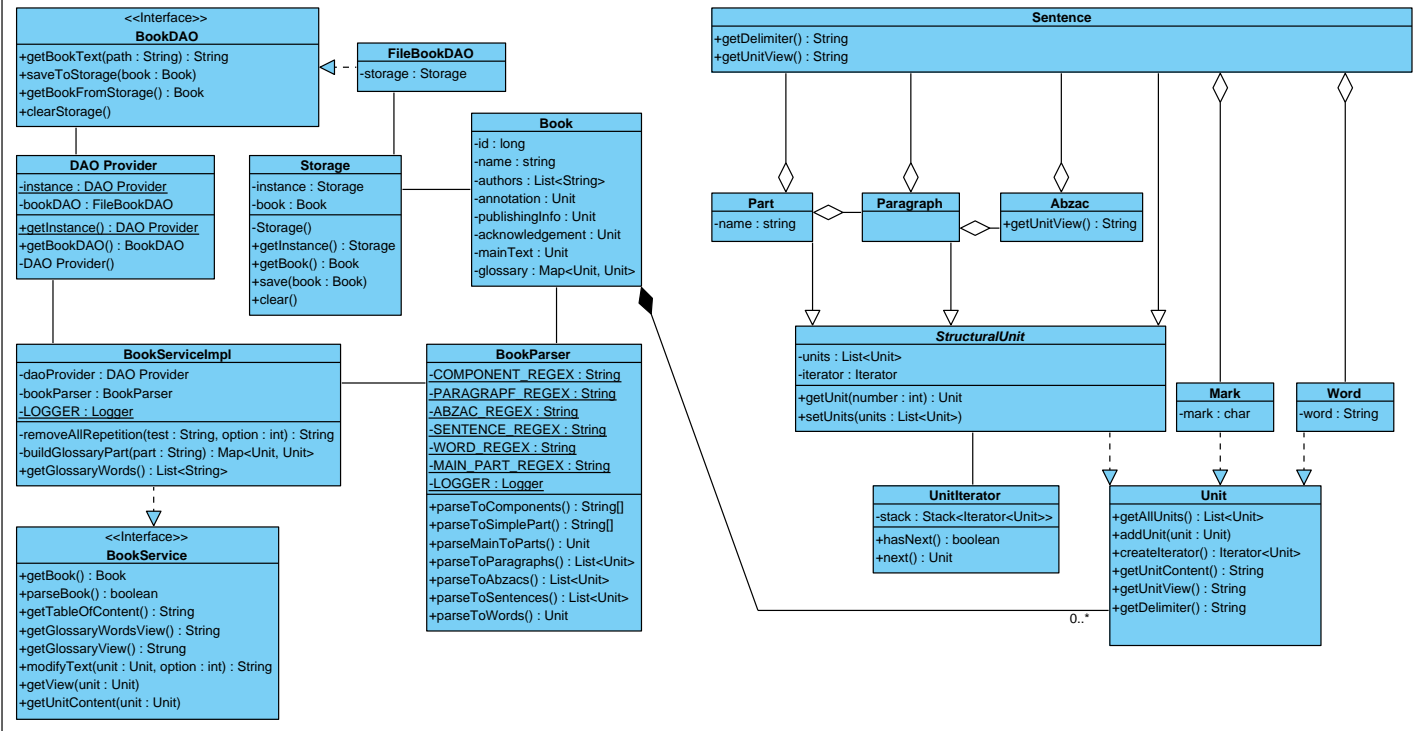 <<Interface>>
BookDAO
+getBookText(path : String) : String
+saveToStorage(book : Book)
+getBookFromStorage() : Book
+clearStorage()
FileBookDAO
-storage : Storage
DAO Provider
-instance : DAO Provider
-bookDAO : FileBookDAO
+getInstance() : DAO Provider
+getBookDAO() : BookDAO
-DAO Provider()
Storage
-instance : Storage
-book : Book
-Storage()
+getInstance() : Storage
+getBook() : Book
+save(book : Book)
+clear()
Book
-id : long
-name : string
-authors : List<String>
-annotation : Unit
-publishingInfo : Unit
-acknowledgement : Unit
-mainText : Unit
-glossary : Map<Unit, Unit>
BookServiceImpl
-daoProvider : DAO Provider
-bookParser : BookParser
-LOGGER : Logger
-removeAllRepetition(test : String, option : int) : String
-buildGlossaryPart(part : String) : Map<Unit, Unit>
+getGlossaryWords() : List<String>
BookParser
-COMPONENT_REGEX : String
-PARAGRAPF_REGEX : String
-ABZAC_REGEX : String
-SENTENCE_REGEX : String
-WORD_REGEX : String
-MAIN_PART_REGEX : String
-LOGGER : Logger
+parseToComponents() : String[]
+parseToSimplePart() : String[]
+parseMainToParts() : Unit
+parseToParagraphs() : List<Unit>
+parseToAbzacs() : List<Unit>
+parseToSentences() : List<Unit>
+parseToWords() : Unit
<<Interface>>
BookService
+getBook() : Book
+parseBook() : boolean
+getTableOfContent() : String
+getGlossaryWordsView() : String
+getGlossaryView() : Strung
+modifyText(unit : Unit, option : int) : String
+getView(unit : Unit)
+getUnitContent(unit : Unit)
Sentence
+getDelimiter() : String
+getUnitView() : String
Part
-name : string
Paragraph
Abzac
+getUnitView() : String
StructuralUnit
-units : List<Unit>
-iterator : Iterator
+getUnit(number : int) : Unit
+setUnits(units : List<Unit>)
Mark
-mark : char
Word
-word : String
UnitIterator
-stack : Stack<Iterator<Unit>>
+hasNext() : boolean
+next() : Unit
Unit
+getAllUnits() : List<Unit>
+addUnit(unit : Unit)
+createIterator() : Iterator<Unit>
+getUnitContent() : String
+getUnitView() : String
+getDelimiter() : String
0..*